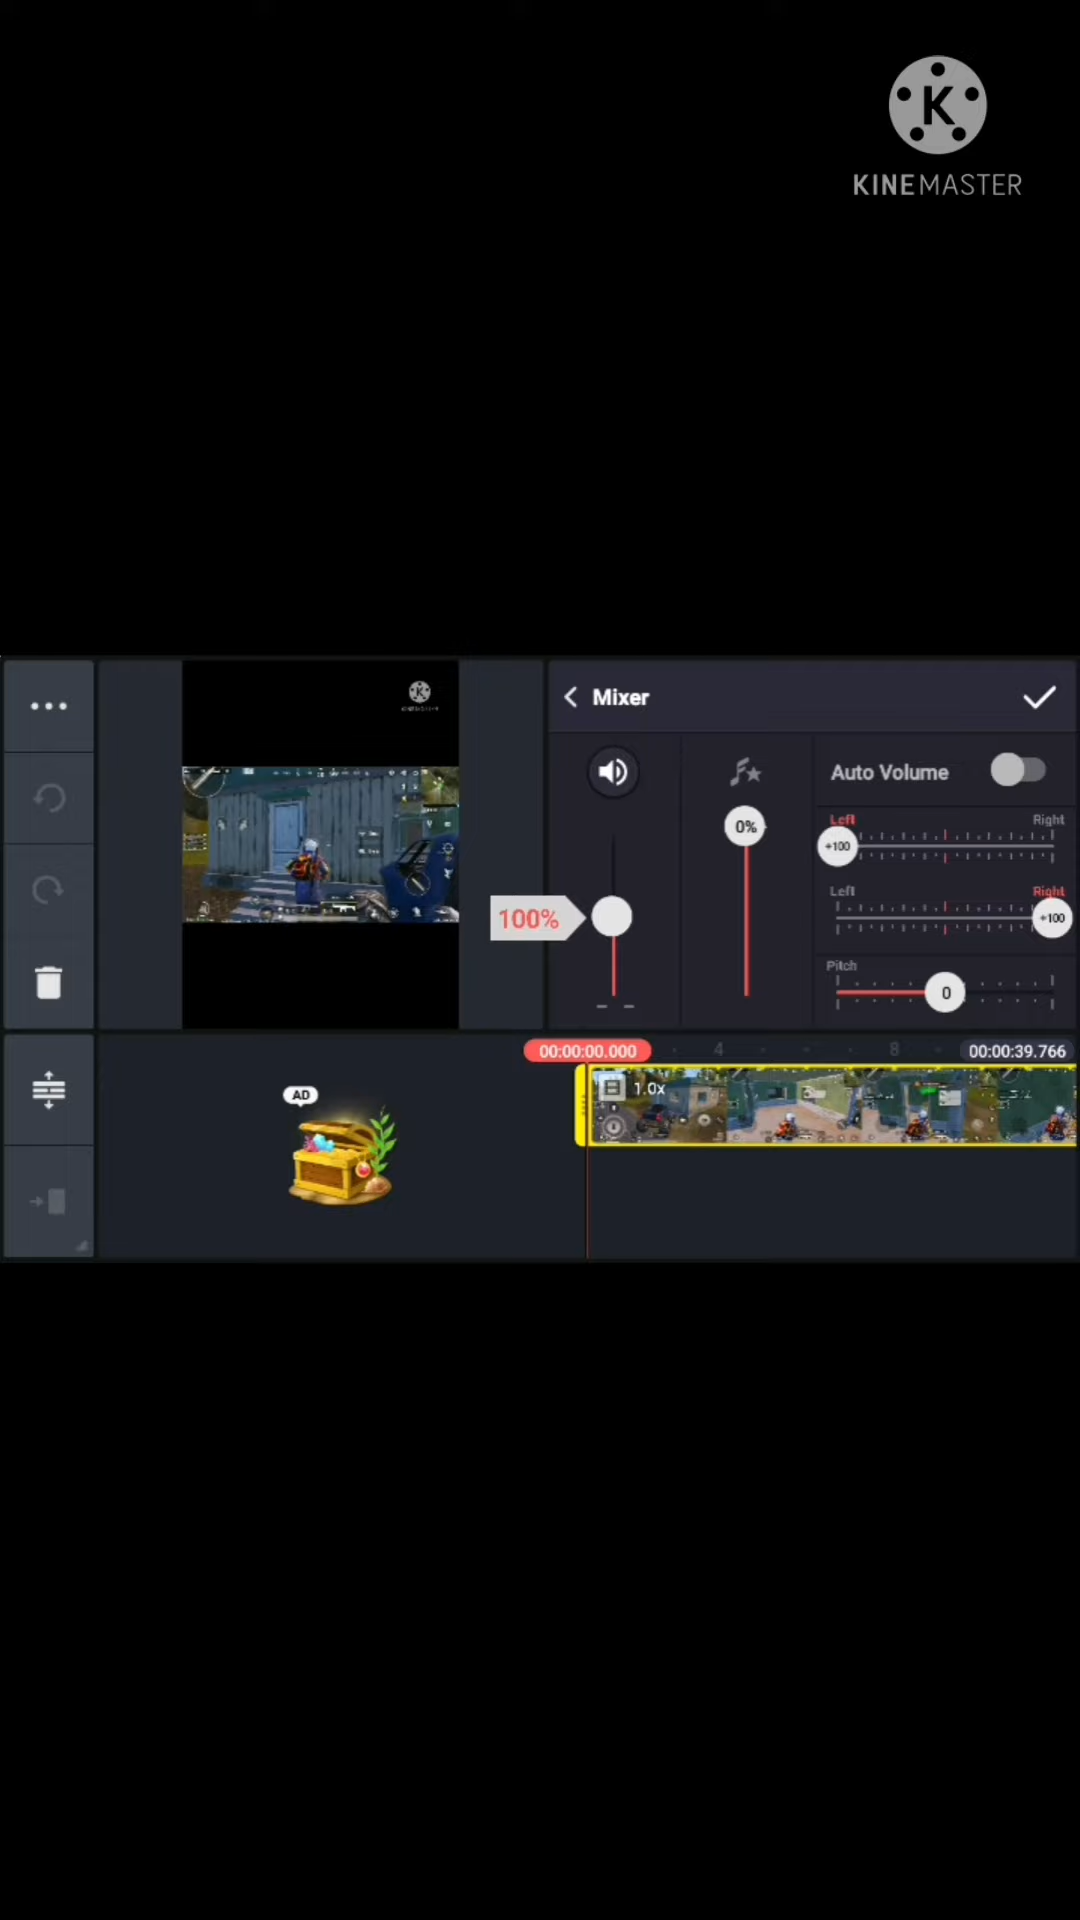 K
KINEMASTER
Mixer
Auto Volume
0%
Left Right
+100
100%
Left Right
+100
Pitch
0
00:00:00.000 4 8 00:00:39.766
1.0x
AD